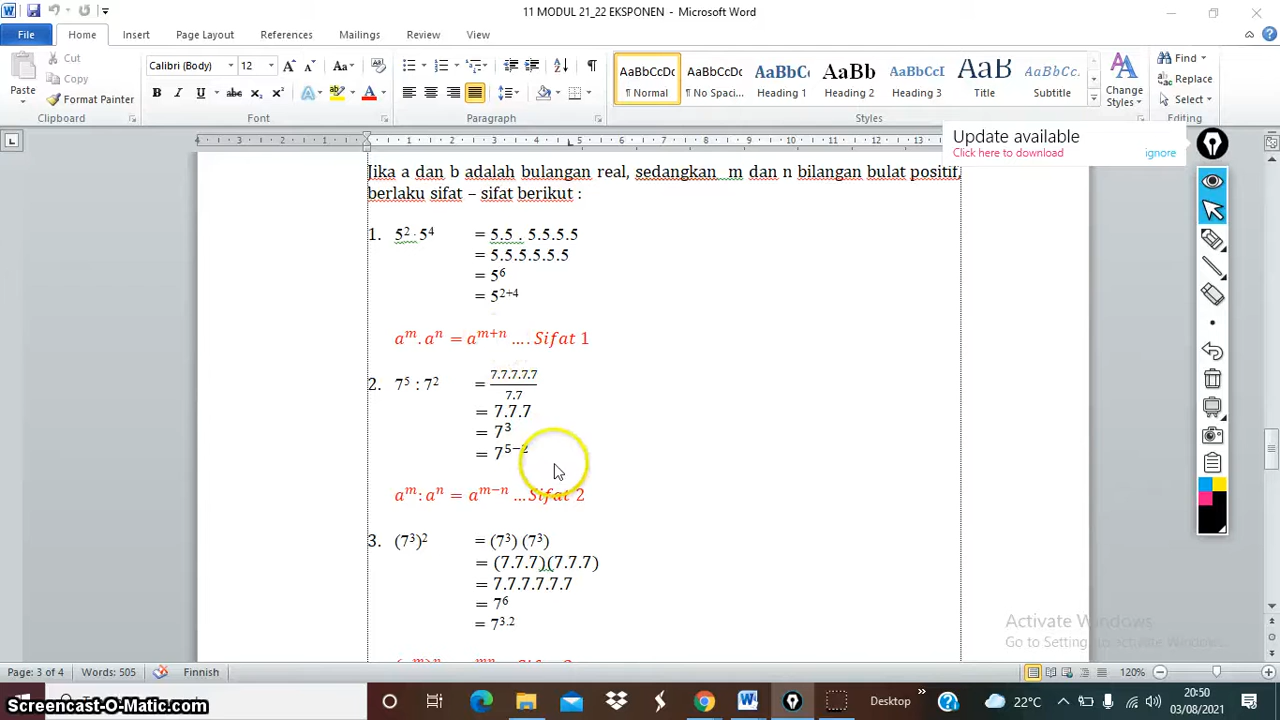 11 MODUL 21_22 EKSPONEN - Microsoft Word
File Home Insert Page Layout References Mailings Review View
Cut
Copy
Format Painter
Paste
Clipboard
Calibri (Body) 12
Font
Paragraph
AaBbCcDc AaBbCcDc AaBbCc AaBbCc AaBbCcI AaB AaBbCcDc
¶ Normal ¶ No Spaci... Heading 1 Heading 2 Heading 3 Title Subtitle
Change Styles
Styles
Find
Replace
Select
Editing
Update available
Click here to download ignore
Jika a dan b adalah bulangan real, sedangkan m dan n bilangan bulat positif,
berlaku sifat – sifat berikut :
1. 5² · 5⁴ = 5.5 . 5.5.5.5
= 5.5.5.5.5.5
= 5⁶
= 5²⁺⁴
aᵐ. aⁿ = aᵐ⁺ⁿ .... Sifat 1
2. 7⁵ : 7² = 7.7.7.7.7 / 7.7
= 7.7.7
= 7³
= 7⁵⁻²
aᵐ: aⁿ = aᵐ⁻ⁿ ...Sifat 2
3. (7³)² = (7³) (7³)
= (7.7.7)(7.7.7)
= 7.7.7.7.7.7
= 7⁶
= 7³·²
Activate Windows
Go to Settings to activate Windows.
Page: 3 of 4 Words: 505 Finnish 120%
Screencast-O-Matic.com
Desktop 22°C 20:50
03/08/2021